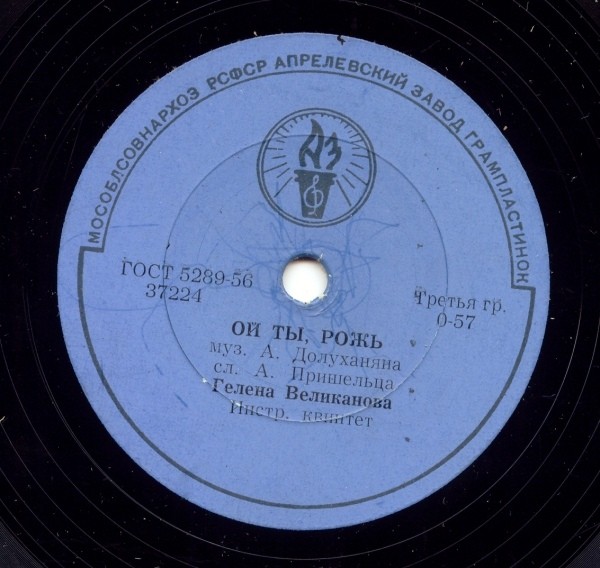 МОСОБЛСОВНАРХОЗ РСФСР АПРЕЛЕВСКИЙ ЗАВОД ГРАМПЛАСТИНОК
АЗ
ГОСТ 5289-56
37224
Третья гр.
0-57
ОЙ ТЫ, РОЖЬ
муз. А. Долуханяна
сл. А. Пришельца
Гелена Великанова
Инстр. квинтет